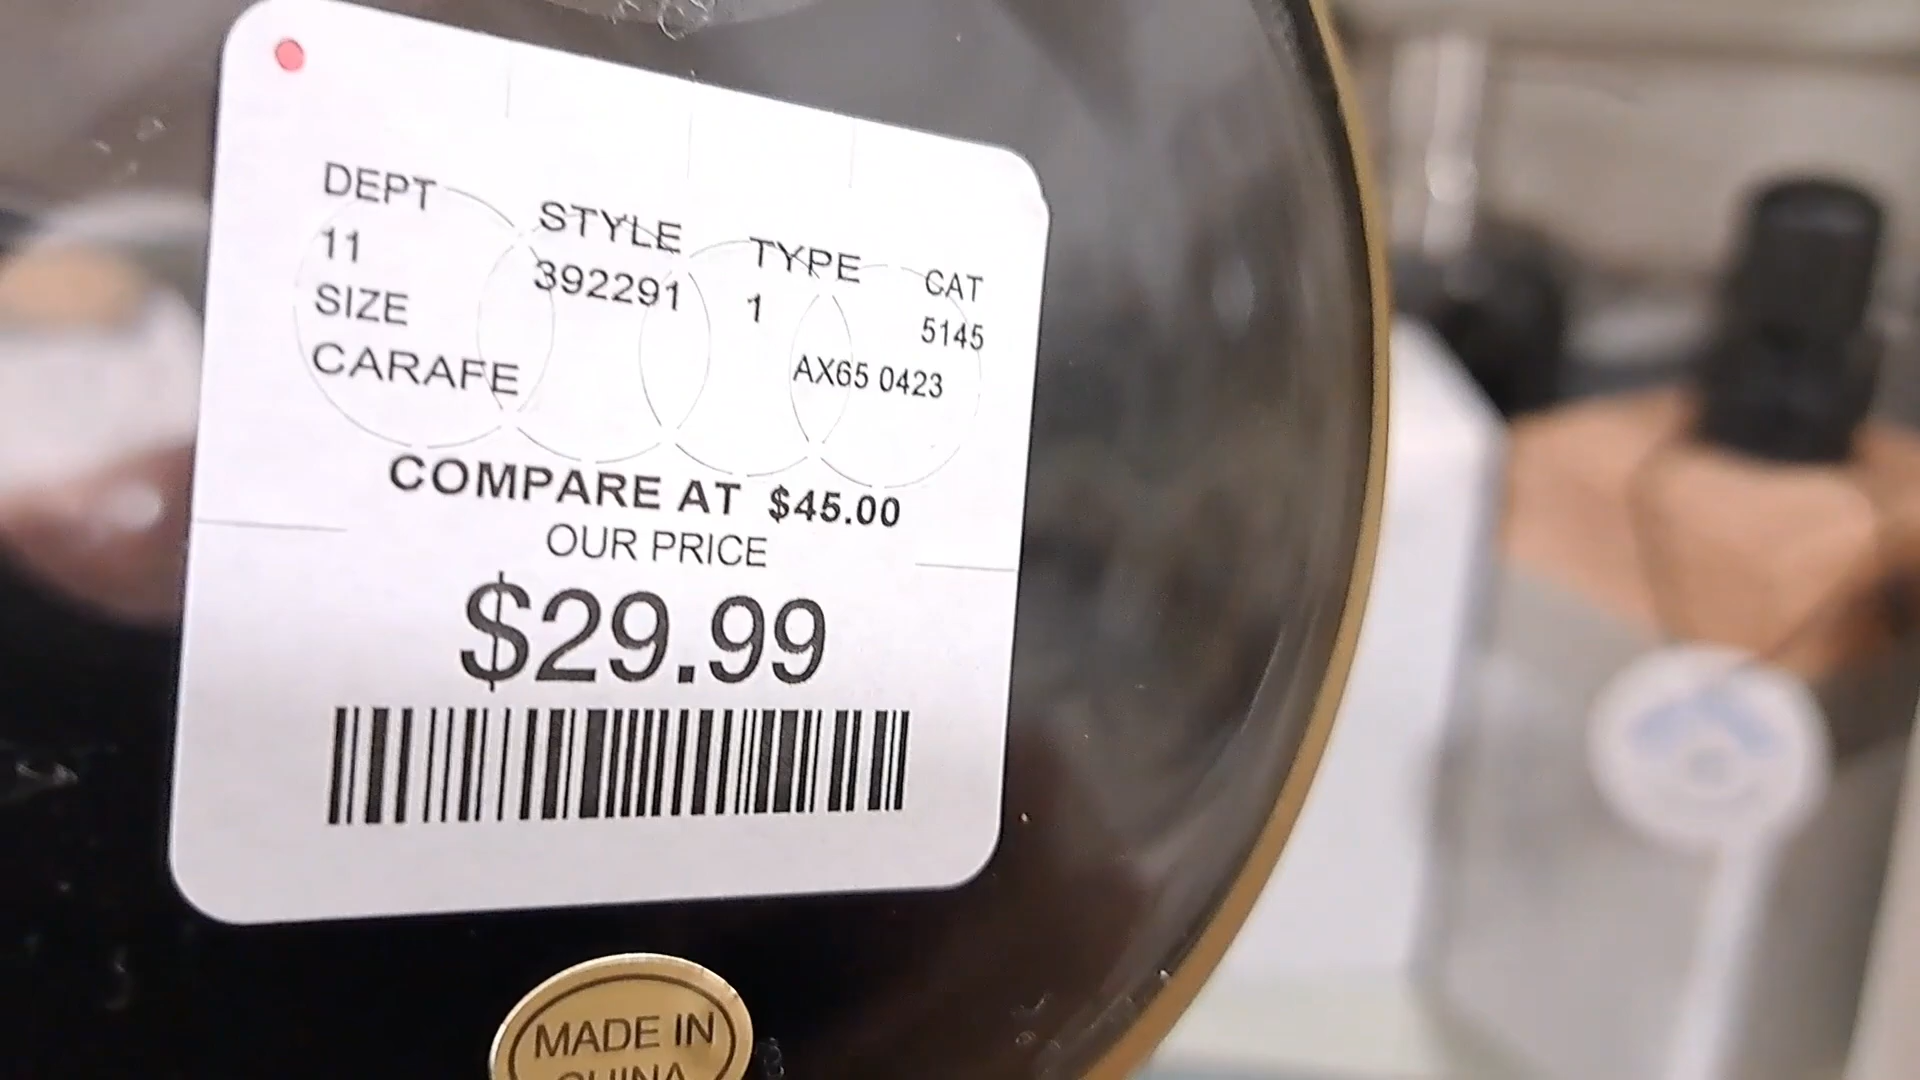 DEPT STYLE TYPE CAT
11 392291 1 5145
SIZE
CARAFE AX65 0423
COMPARE AT $45.00
OUR PRICE
$29.99
MADE IN
CHINA